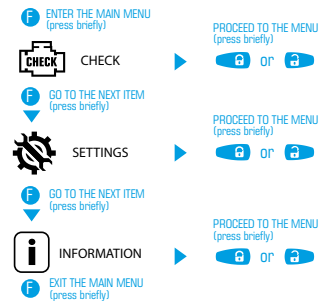 F ENTER THE MAIN MENU
(press briefly)
PROCEED TO THE MENU
(press briefly)
CHECK CHECK or
F GO TO THE NEXT ITEM
(press briefly)
PROCEED TO THE MENU
(press briefly)
SETTINGS or
F GO TO THE NEXT ITEM
(press briefly)
PROCEED TO THE MENU
(press briefly)
i INFORMATION or
F EXIT THE MAIN MENU
(press briefly)